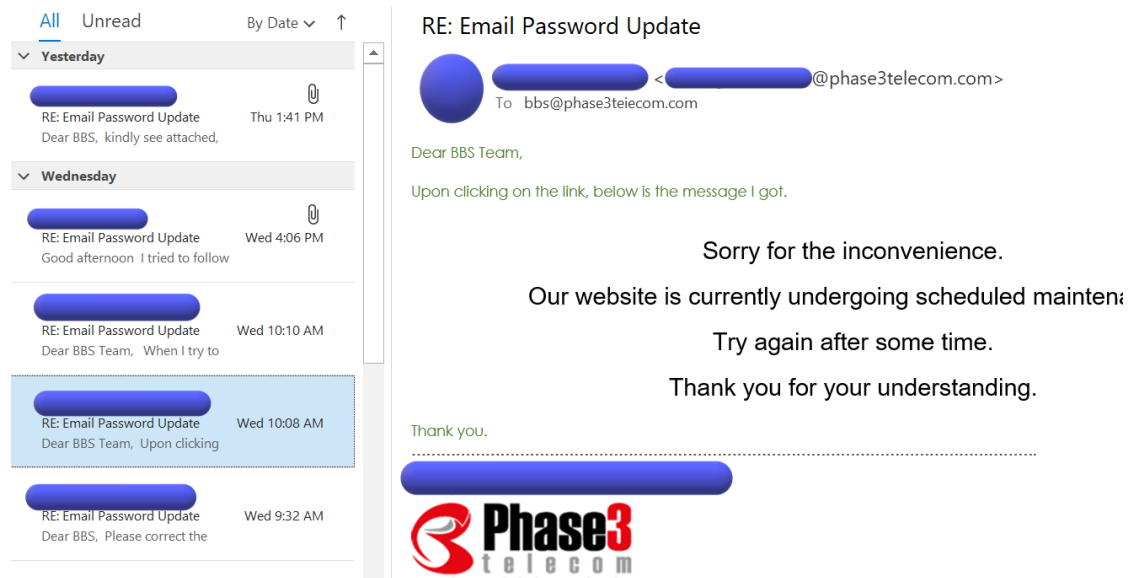 All Unread By Date
Yesterday
RE: Email Password Update Thu 1:41 PM
Dear BBS, kindly see attached,
Wednesday
RE: Email Password Update Wed 4:06 PM
Good afternoon I tried to follow
RE: Email Password Update Wed 10:10 AM
Dear BBS Team, When I try to
RE: Email Password Update Wed 10:08 AM
Dear BBS Team, Upon clicking
RE: Email Password Update Wed 9:32 AM
Dear BBS, Please correct the
RE: Email Password Update
< @phase3telecom.com>
To bbs@phase3teiecom.com
Dear BBS Team,
Upon clicking on the link, below is the message I got.
Sorry for the inconvenience.
Our website is currently undergoing scheduled maintena
Try again after some time.
Thank you for your understanding.
Thank you.
Phase3
telecom